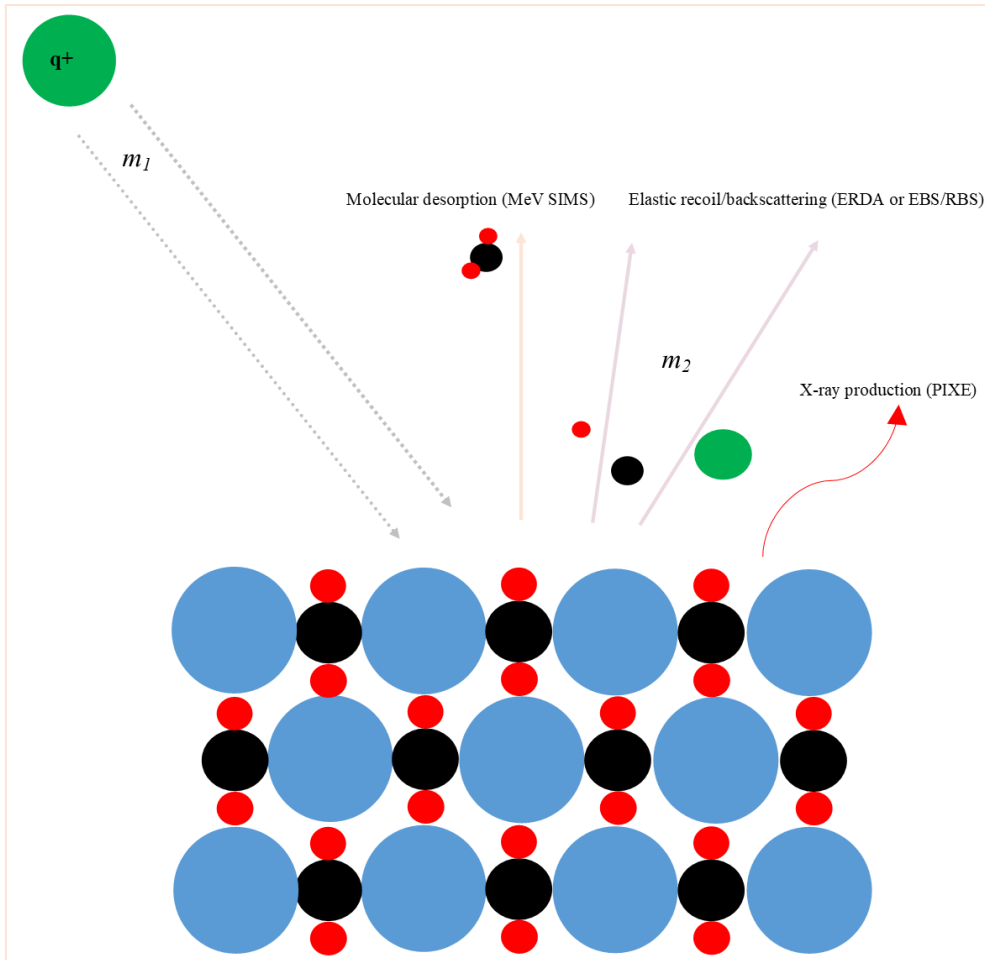 q+
m1
Molecular desorption (MeV SIMS)
Elastic recoil/backscattering (ERDA or EBS/RBS)
m2
X-ray production (PIXE)